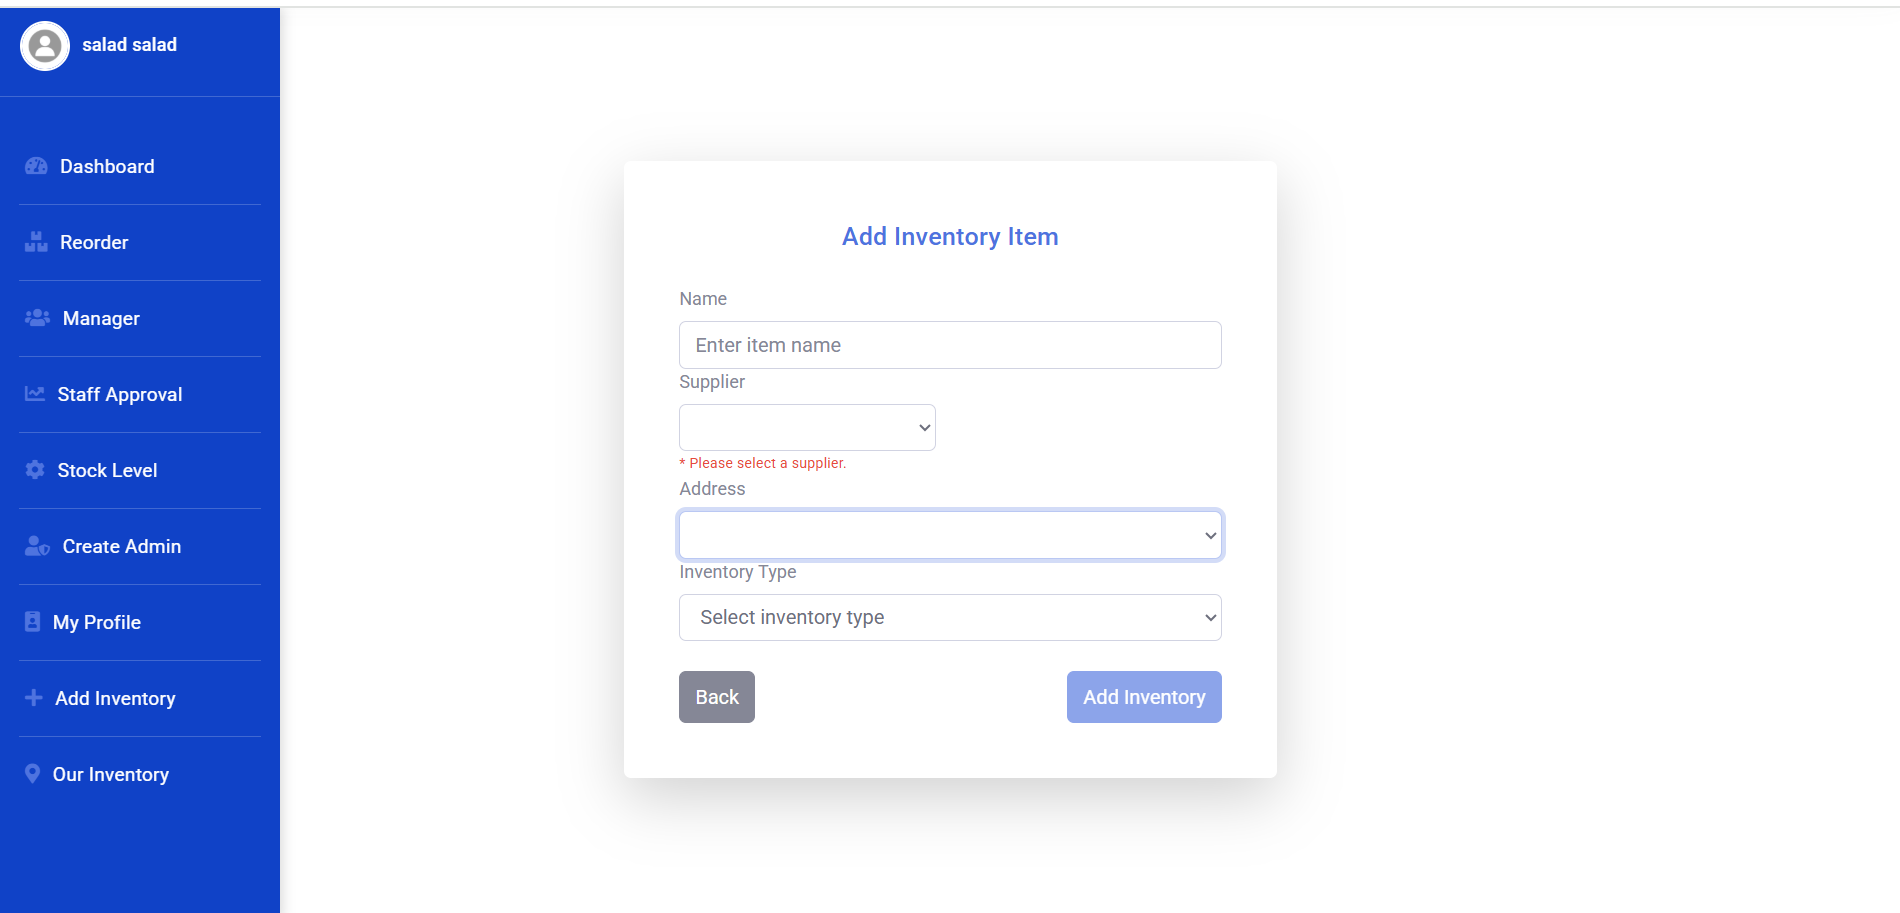 salad salad
Dashboard
Reorder
Manager
Staff Approval
Stock Level
Create Admin
My Profile
Add Inventory
Our Inventory
Add Inventory Item
Name
Enter item name
Supplier
* Please select a supplier.
Address
Inventory Type
Select inventory type
Back
Add Inventory